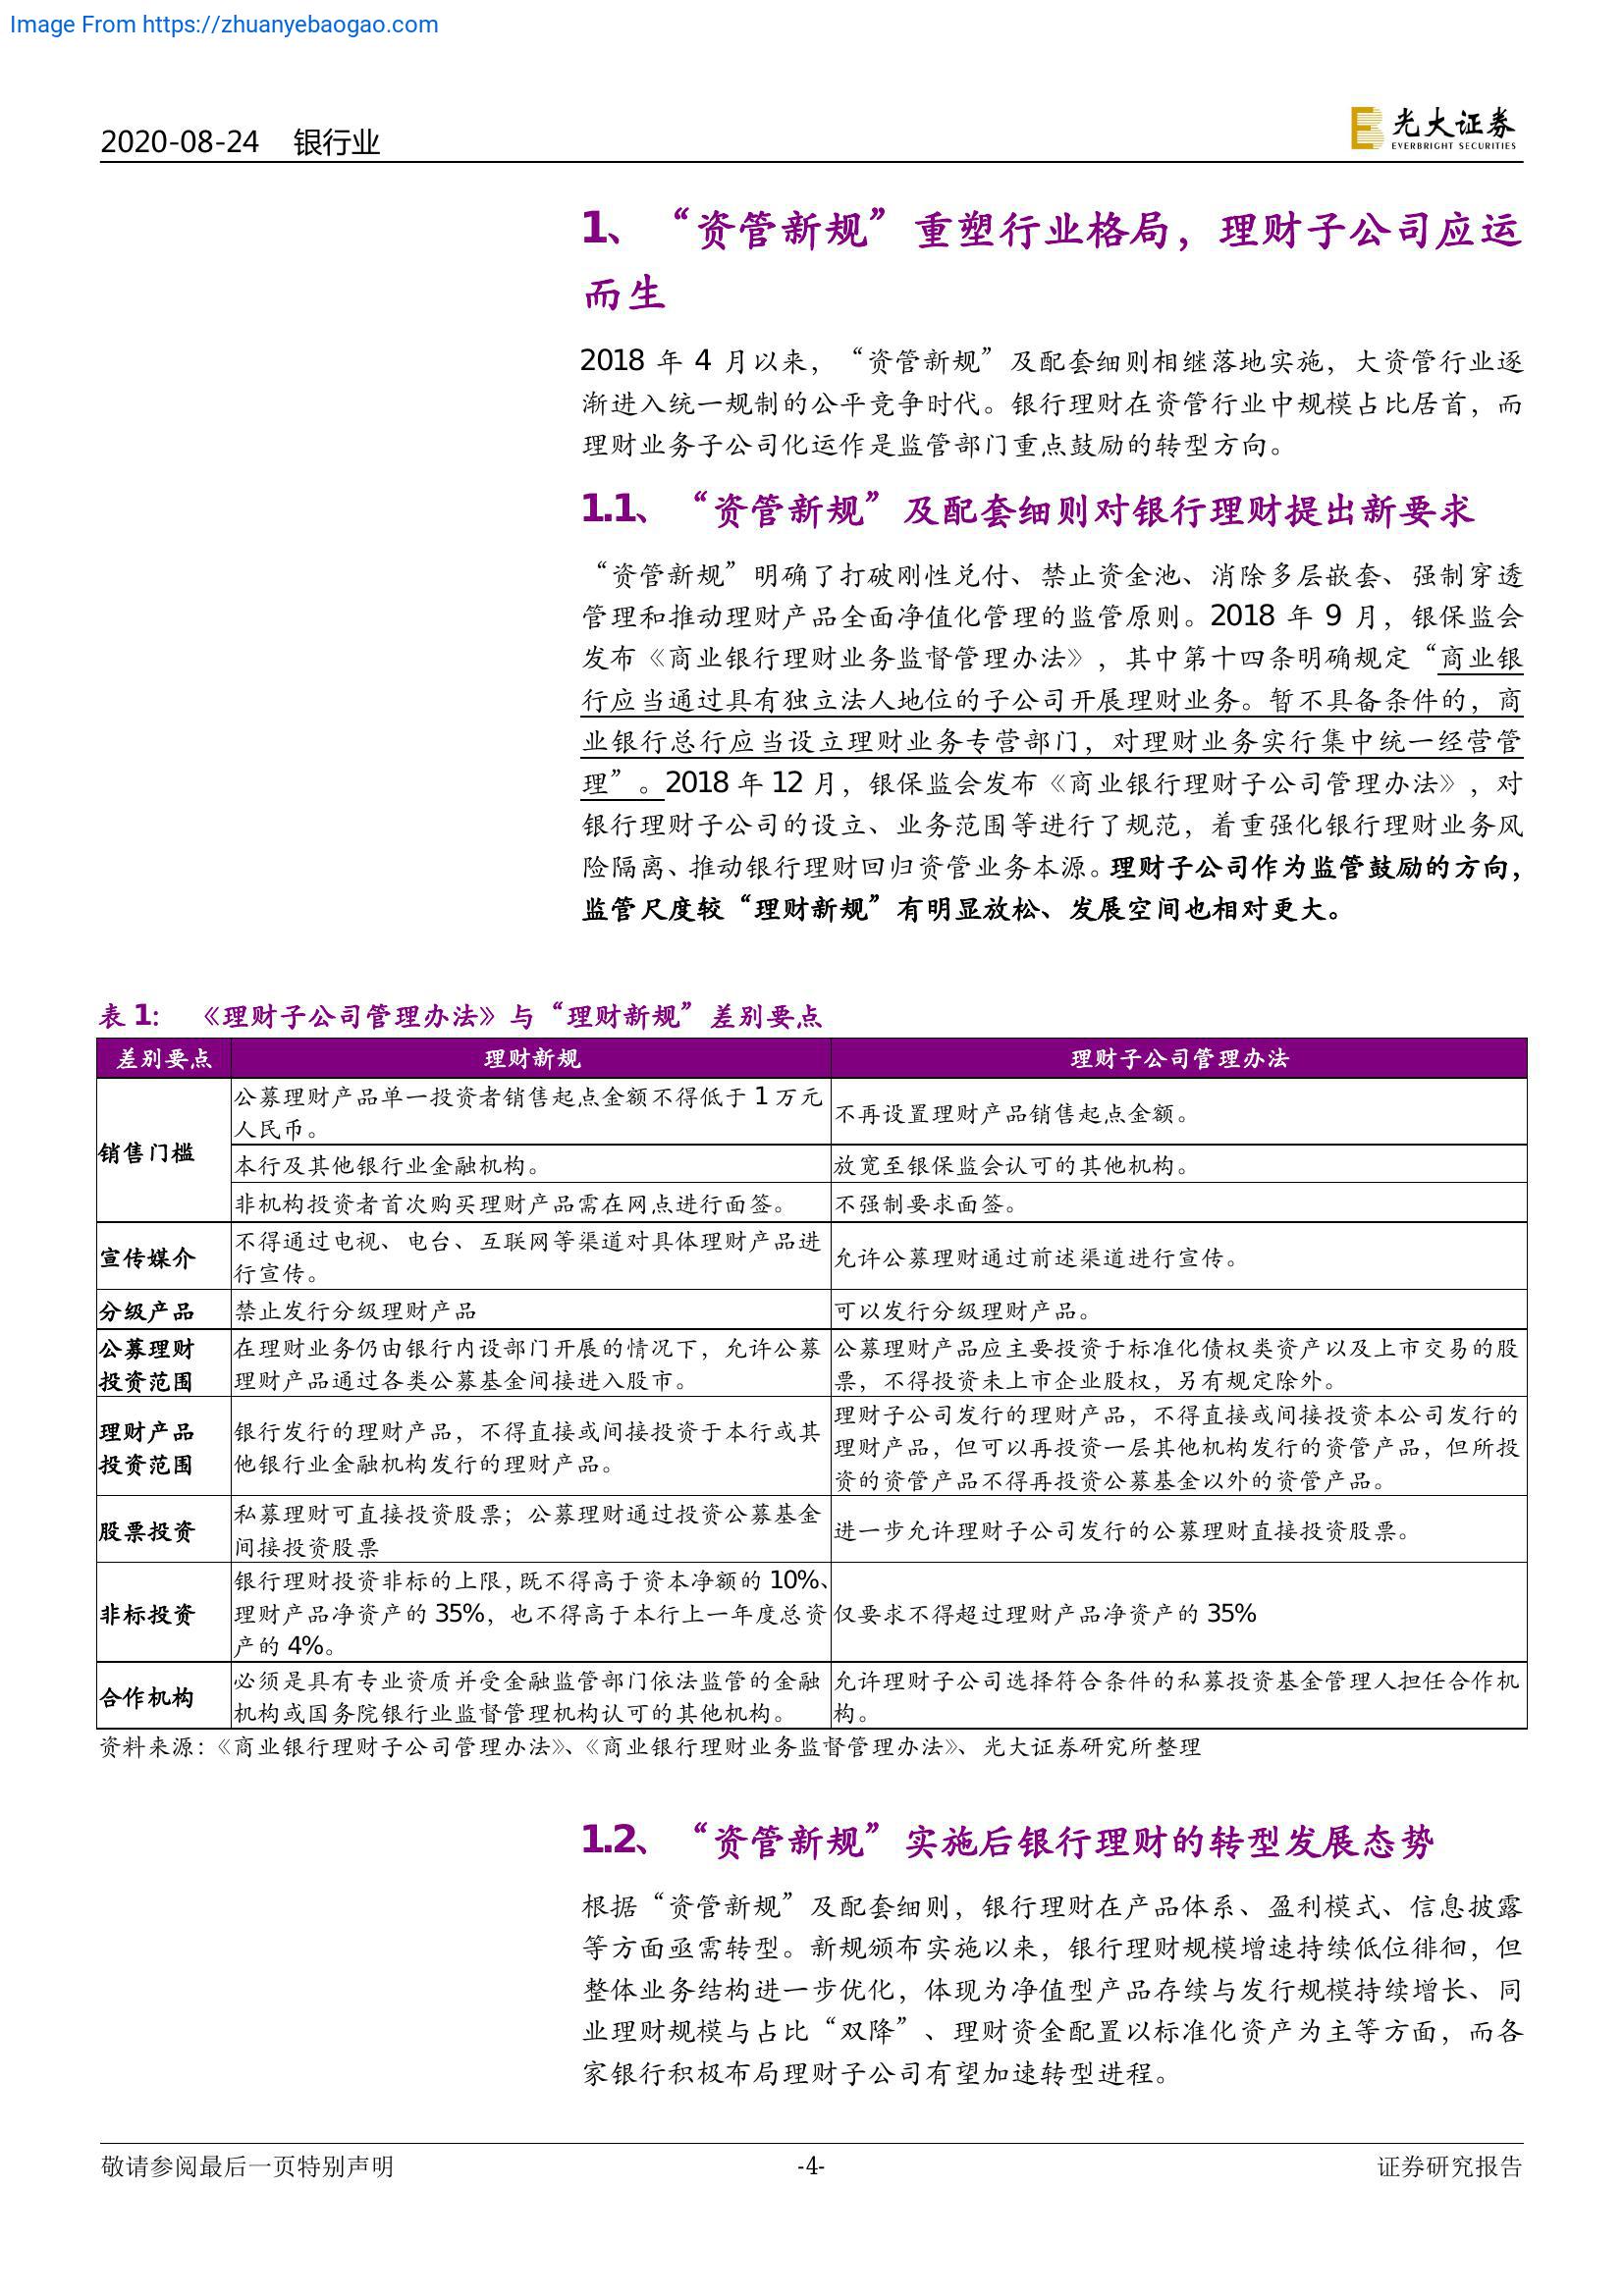 Image From https://zhuanyebaogao.com
2020-08-24 银行业
光大证券
EVERBRIGHT SECURITIES
1、“资管新规”重塑行业格局，理财子公司应运
而生
2018 年 4 月以来，“资管新规”及配套细则相继落地实施，大资管行业逐
渐进入统一规制的公平竞争时代。银行理财在资管行业中规模占比居首，而
理财业务子公司化运作是监管部门重点鼓励的转型方向。
1.1、“资管新规”及配套细则对银行理财提出新要求
“资管新规”明确了打破刚性兑付、禁止资金池、消除多层嵌套、强制穿透
管理和推动理财产品全面净值化管理的监管原则。2018 年 9 月，银保监会
发布《商业银行理财业务监督管理办法》，其中第十四条明确规定“商业银
行应当通过具有独立法人地位的子公司开展理财业务。暂不具备条件的，商
业银行总行应当设立理财业务专营部门，对理财业务实行集中统一经营管
理”。2018 年 12 月，银保监会发布《商业银行理财子公司管理办法》，对
银行理财子公司的设立、业务范围等进行了规范，着重强化银行理财业务风
险隔离、推动银行理财回归资管业务本源。理财子公司作为监管鼓励的方向，
监管尺度较“理财新规”有明显放松、发展空间也相对更大。
表 1： 《理财子公司管理办法》与“理财新规”差别要点
差别要点 理财新规 理财子公司管理办法
销售门槛
公募理财产品单一投资者销售起点金额不得低于 1 万元
人民币。
不再设置理财产品销售起点金额。
本行及其他银行业金融机构。
放宽至银保监会认可的其他机构。
非机构投资者首次购买理财产品需在网点进行面签。
不强制要求面签。
宣传媒介
不得通过电视、电台、互联网等渠道对具体理财产品进
行宣传。
允许公募理财通过前述渠道进行宣传。
分级产品
禁止发行分级理财产品
可以发行分级理财产品。
公募理财
投资范围
在理财业务仍由银行内设部门开展的情况下，允许公募
理财产品通过各类公募基金间接进入股市。
公募理财产品应主要投资于标准化债权类资产以及上市交易的股
票，不得投资未上市企业股权，另有规定除外。
理财产品
投资范围
银行发行的理财产品，不得直接或间接投资于本行或其
他银行业金融机构发行的理财产品。
理财子公司发行的理财产品，不得直接或间接投资本公司发行的
理财产品，但可以再投资一层其他机构发行的资管产品，但所投
资的资管产品不得再投资公募基金以外的资管产品。
股票投资
私募理财可直接投资股票；公募理财通过投资公募基金
间接投资股票
进一步允许理财子公司发行的公募理财直接投资股票。
非标投资
银行理财投资非标的上限，既不得高于资本净额的 10%、
理财产品净资产的 35%，也不得高于本行上一年度总资
产的 4%。
仅要求不得超过理财产品净资产的 35%
合作机构
必须是具有专业资质并受金融监管部门依法监管的金融
机构或国务院银行业监督管理机构认可的其他机构。
允许理财子公司选择符合条件的私募投资基金管理人担任合作机
构。
资料来源：《商业银行理财子公司管理办法》、《商业银行理财业务监督管理办法》、光大证券研究所整理
1.2、“资管新规”实施后银行理财的转型发展态势
根据“资管新规”及配套细则，银行理财在产品体系、盈利模式、信息披露
等方面亟需转型。新规颁布实施以来，银行理财规模增速持续低位徘徊，但
整体业务结构进一步优化，体现为净值型产品存续与发行规模持续增长、同
业理财规模与占比“双降”、理财资金配置以标准化资产为主等方面，而各
家银行积极布局理财子公司有望加速转型进程。
敬请参阅最后一页特别声明 -4- 证券研究报告